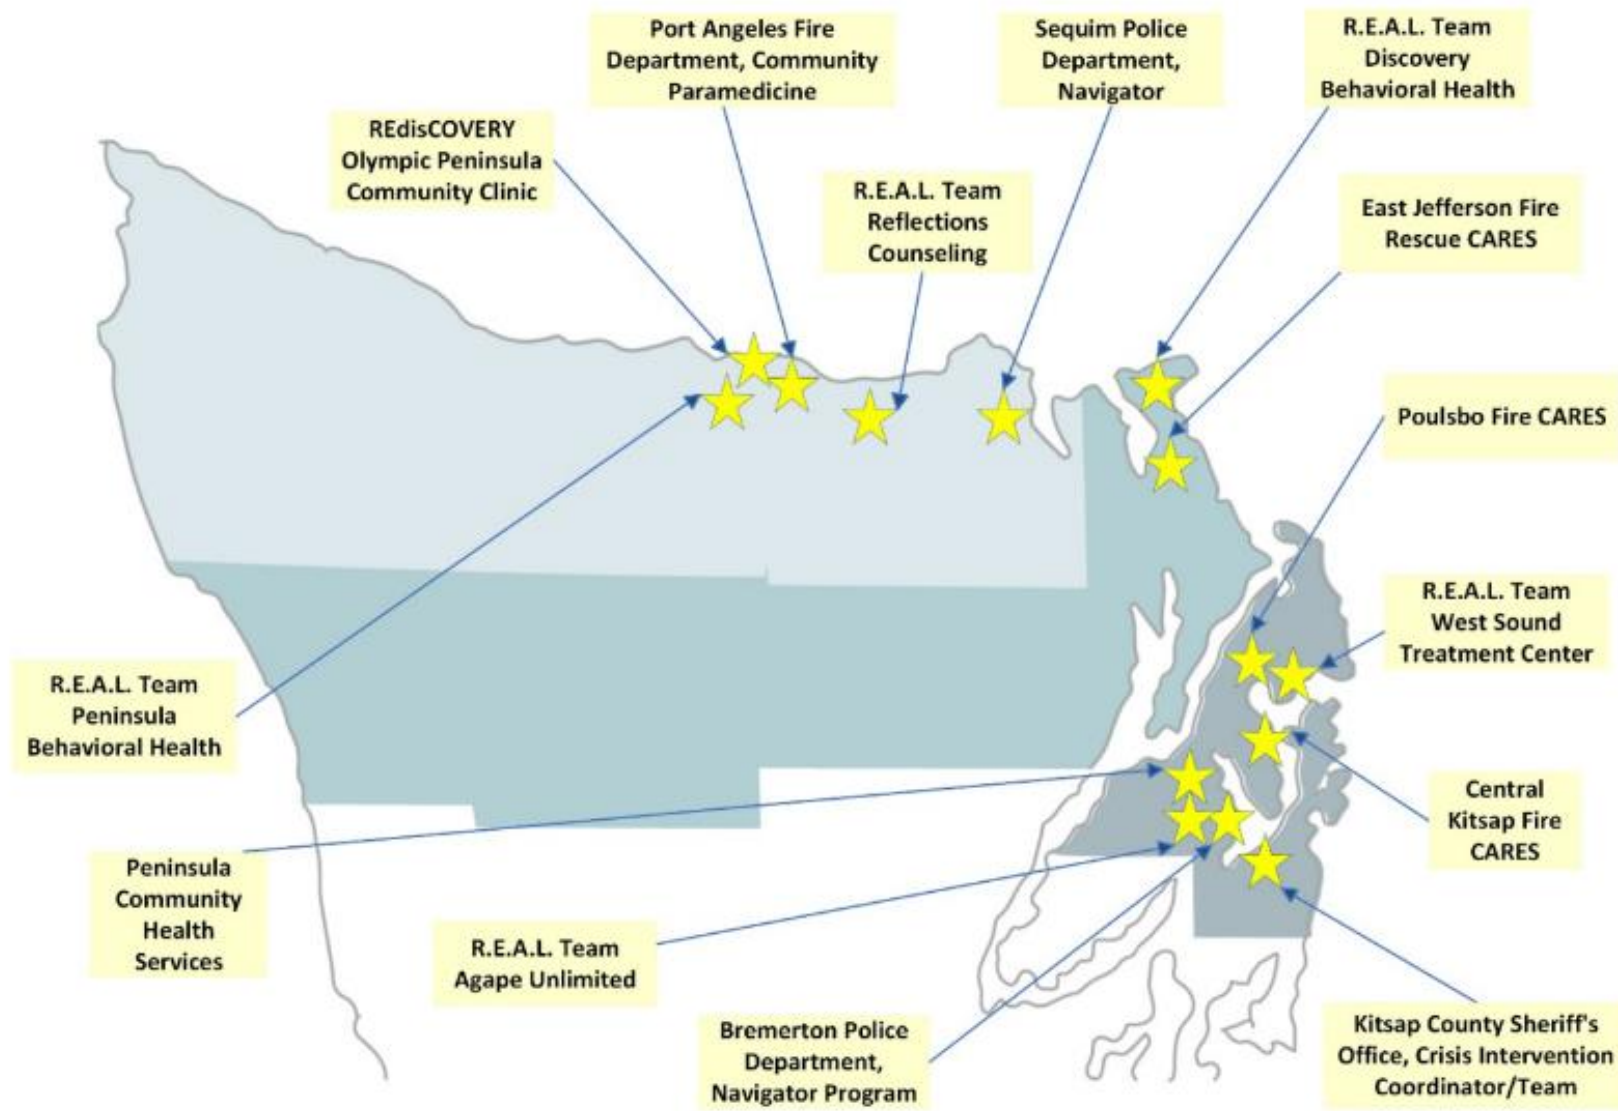 Port Angeles Fire
Department, Community
Paramedicine
Sequim Police
Department,
Navigator
R.E.A.L. Team
Discovery
Behavioral Health
REdisCOVERY
Olympic Peninsula
Community Clinic
R.E.A.L. Team
Reflections
Counseling
East Jefferson Fire
Rescue CARES
Poulsbo Fire CARES
R.E.A.L. Team
West Sound
Treatment Center
R.E.A.L. Team
Peninsula
Behavioral Health
Central
Kitsap Fire
CARES
Peninsula
Community
Health
Services
R.E.A.L. Team
Agape Unlimited
Bremerton Police
Department,
Navigator Program
Kitsap County Sheriff's
Office, Crisis Intervention
Coordinator/Team